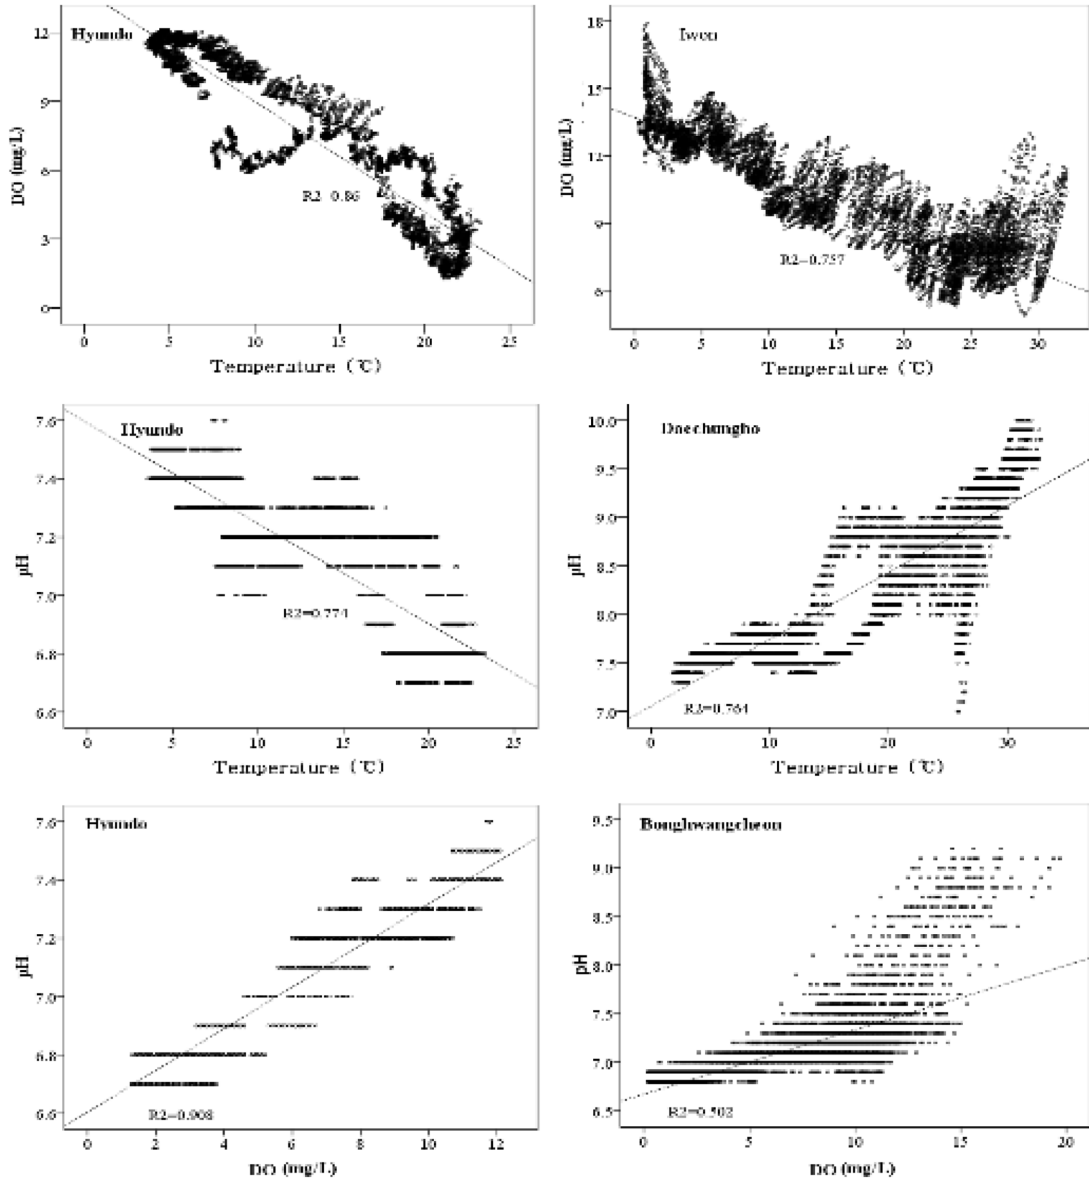 Hyundo
12
9
6
3
0
DO (mg/L)
R2=0.86
0 5 10 15 20 25
Temperature (℃)
Iwon
18
15
12
9
6
DO (mg/L)
R2=0.757
0 5 10 15 20 25 30
Temperature (℃)
Hyundo
7.6
7.4
7.2
7.0
6.8
6.6
pH
R2=0.774
0 5 10 15 20 25
Temperature (℃)
Daechungho
10.0
9.5
9.0
8.5
8.0
7.5
7.0
pH
R2=0.764
0 10 20 30
Temperature (℃)
Hyundo
7.6
7.4
7.2
7.0
6.8
6.6
pH
R2=0.908
0 2 4 6 8 10 12
DO (mg/L)
Bonghwangcheon
9.5
9.0
8.5
8.0
7.5
7.0
6.5
pH
R2=0.502
0 5 10 15 20
DO (mg/L)